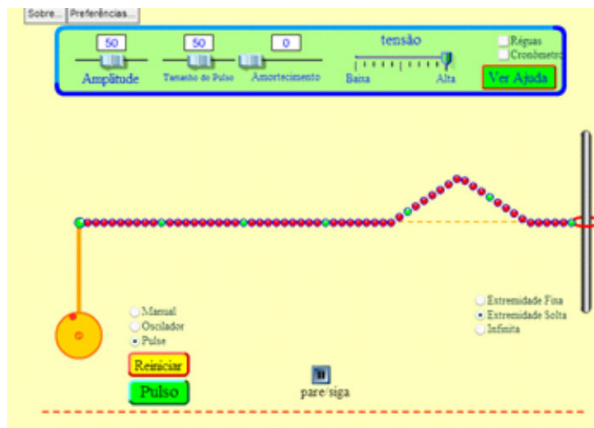 Sobre... Preferências...
50 50 0 tensão
Réguas
Cronômetro
Amplitude Tamanho do Pulso Amortecimento Baixa Alta Ver Ajuda
Manual
Oscilador
Pulse
Extremidade Fixa
Extremidade Solta
Infinita
Reiniciar
Pulso
pare/siga